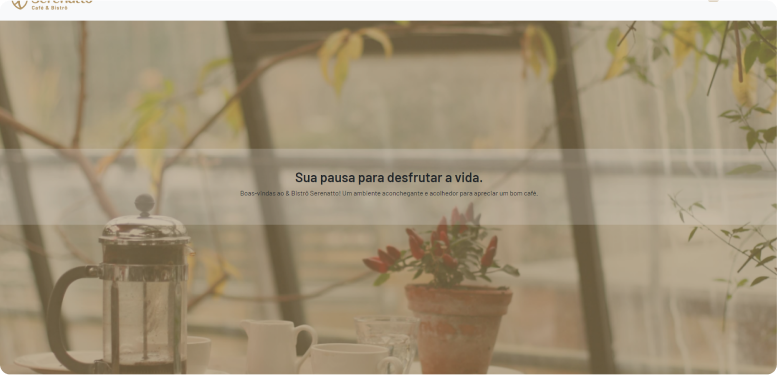 Serenatto
Café & Bistrô
Sua pausa para desfrutar a vida.
Boas-vindas ao & Bistrô Serenatto! Um ambiente aconchegante e acolhedor para apreciar um bom café.